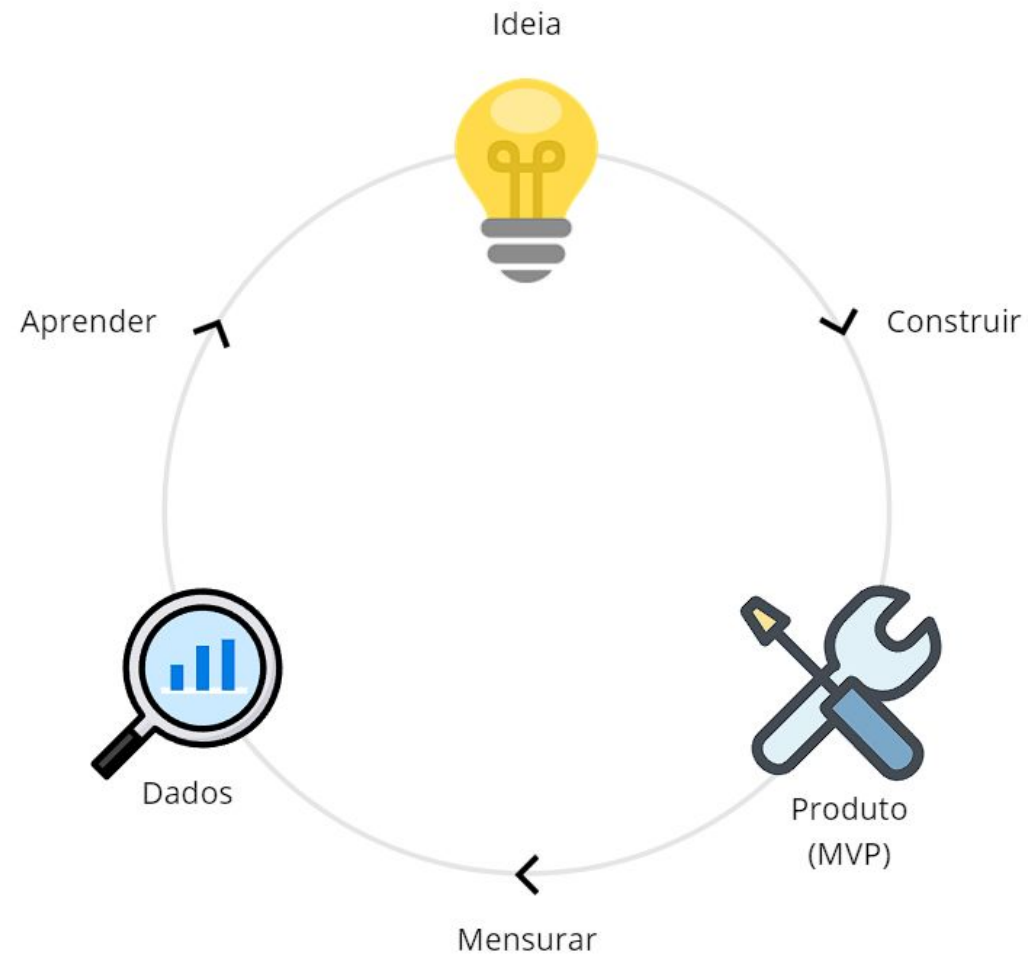 Ideia
Aprender
Construir
Dados
Produto
(MVP)
Mensurar